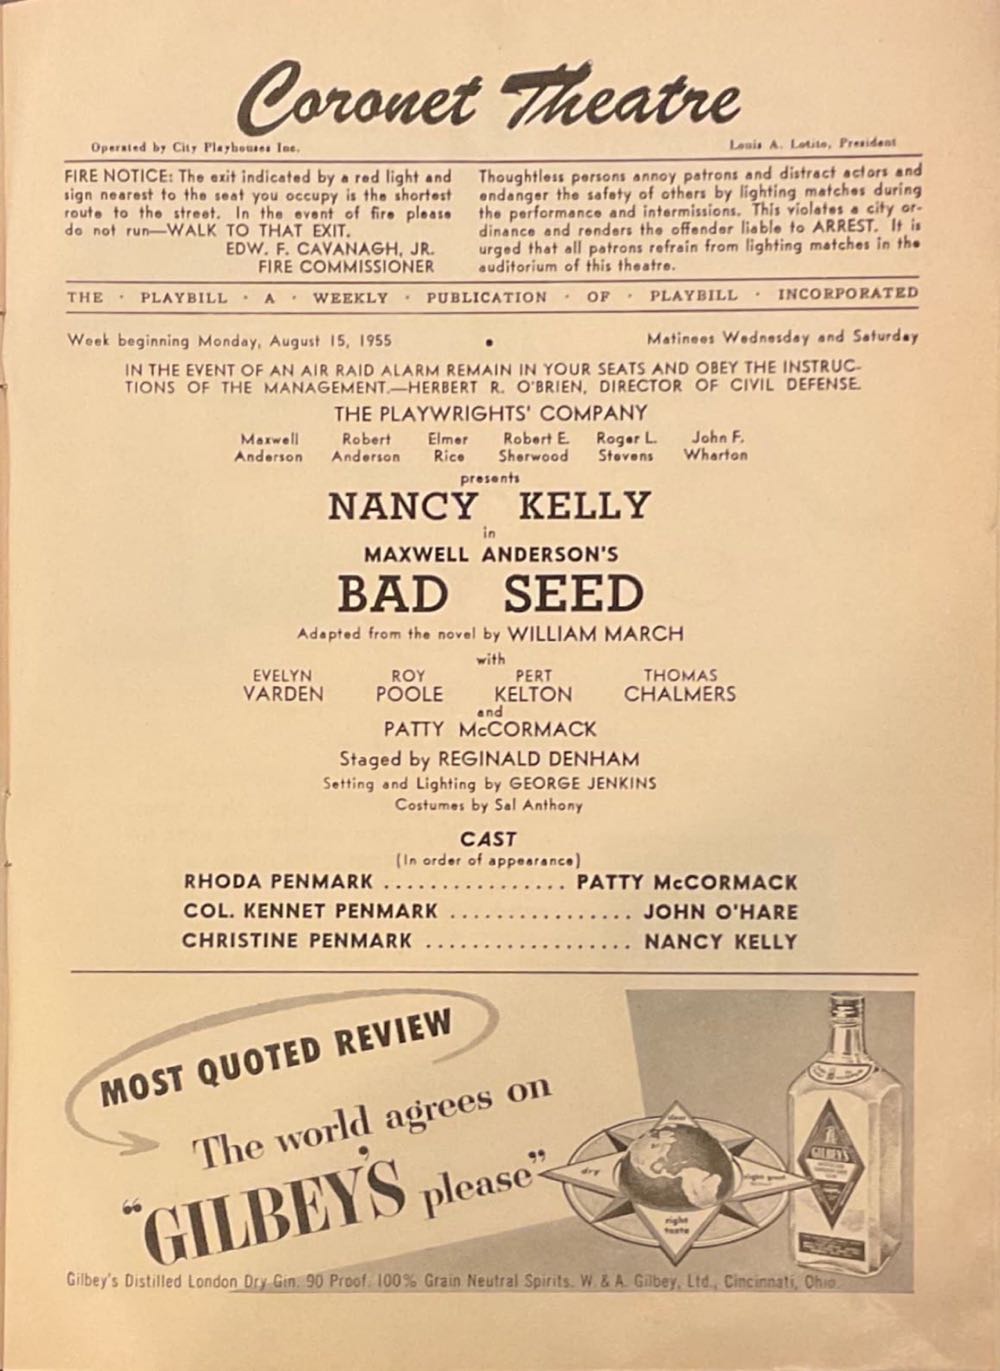 Coronet Theatre
Operated by City Playhouses Inc.
Louis A. Lotito, President
FIRE NOTICE: The exit indicated by a red light and
sign nearest to the seat you occupy is the shortest
route to the street. In the event of fire please
do not run—WALK TO THAT EXIT.
EDW. F. CAVANAGH, JR.
FIRE COMMISSIONER
Thoughtless persons annoy patrons and distract actors and
endanger the safety of others by lighting matches during
the performance and intermissions. This violates a city or-
dinance and renders the offender liable to ARREST. It is
urged that all patrons refrain from lighting matches in the
auditorium of this theatre.
THE · PLAYBILL · A · WEEKLY · PUBLICATION · OF · PLAYBILL · INCORPORATED
Week beginning Monday, August 15, 1955 • Matinees Wednesday and Saturday
IN THE EVENT OF AN AIR RAID ALARM REMAIN IN YOUR SEATS AND OBEY THE INSTRUC-
TIONS OF THE MANAGEMENT.—HERBERT R. O'BRIEN, DIRECTOR OF CIVIL DEFENSE.
THE PLAYWRIGHTS' COMPANY
Maxwell Robert Elmer Robert E. Roger L. John F.
Anderson Anderson Rice Sherwood Stevens Wharton
presents
NANCY KELLY
in
MAXWELL ANDERSON'S
BAD SEED
Adapted from the novel by WILLIAM MARCH
with
EVELYN ROY PERT THOMAS
VARDEN POOLE KELTON CHALMERS
and
PATTY McCORMACK
Staged by REGINALD DENHAM
Setting and Lighting by GEORGE JENKINS
Costumes by Sal Anthony
CAST
(In order of appearance)
RHODA PENMARK ................ PATTY McCORMACK
COL. KENNET PENMARK ................ JOHN O'HARE
CHRISTINE PENMARK .................. NANCY KELLY
MOST QUOTED REVIEW
The world agrees on
"GILBEY'S please"
clear
dry
right
taste
GILBEY'S
Gilbey's Distilled London Dry Gin. 90 Proof. 100% Grain Neutral Spirits. W. & A. Gilbey, Ltd., Cincinnati, Ohio.